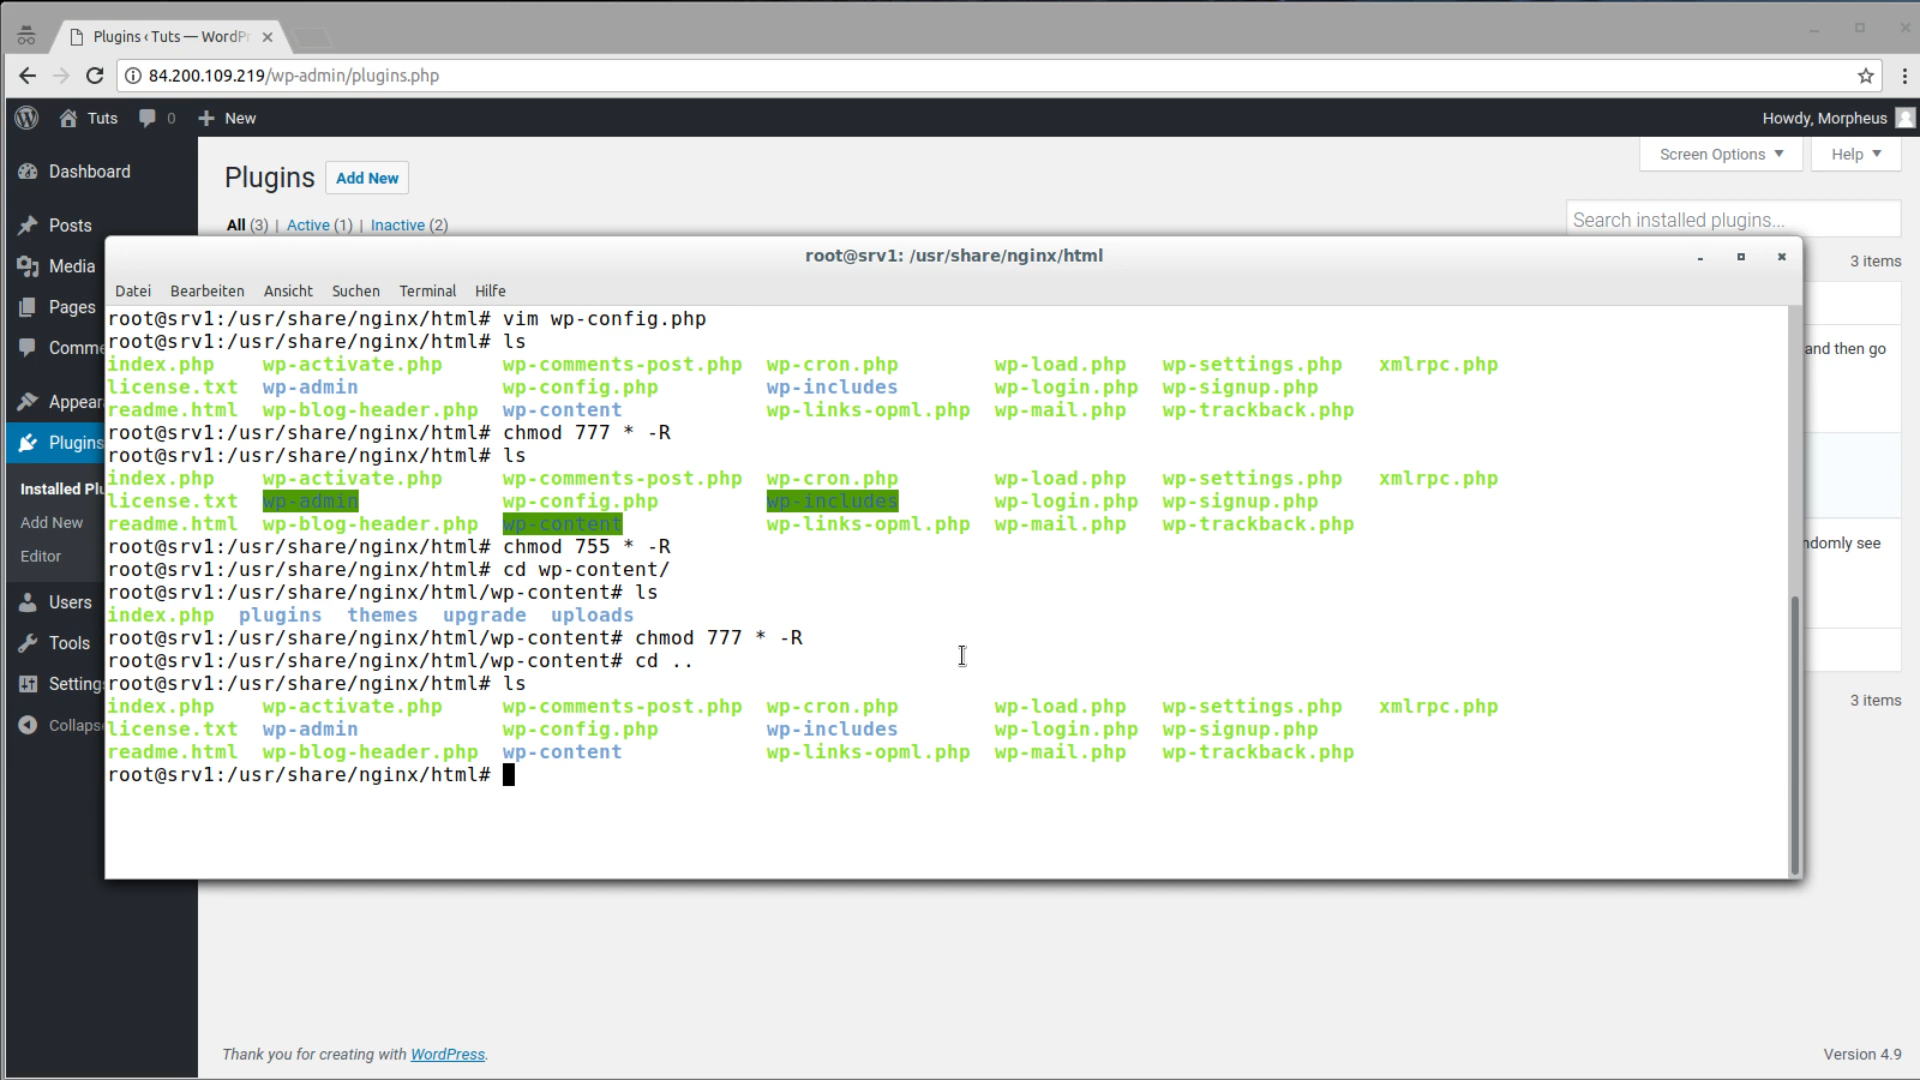 Plugins ‹ Tuts — WordPr
84.200.109.219/wp-admin/plugins.php
Tuts 0 + New Howdy, Morpheus
Dashboard
Posts
Media
Pages
Comme
Appear
Plugins
Installed Plu
Add New
Editor
Users
Tools
Setting
Collaps
Plugins Add New
Screen Options Help
All (3) | Active (1) | Inactive (2)
Search installed plugins...
3 items
and then go
ndomly see
3 items
root@srv1: /usr/share/nginx/html
Datei Bearbeiten Ansicht Suchen Terminal Hilfe
root@srv1:/usr/share/nginx/html# vim wp-config.php
root@srv1:/usr/share/nginx/html# ls
index.php wp-activate.php wp-comments-post.php wp-cron.php wp-load.php wp-settings.php xmlrpc.php
license.txt wp-admin wp-config.php wp-includes wp-login.php wp-signup.php
readme.html wp-blog-header.php wp-content wp-links-opml.php wp-mail.php wp-trackback.php
root@srv1:/usr/share/nginx/html# chmod 777 * -R
root@srv1:/usr/share/nginx/html# ls
index.php wp-activate.php wp-comments-post.php wp-cron.php wp-load.php wp-settings.php xmlrpc.php
license.txt wp-admin wp-config.php wp-includes wp-login.php wp-signup.php
readme.html wp-blog-header.php wp-content wp-links-opml.php wp-mail.php wp-trackback.php
root@srv1:/usr/share/nginx/html# chmod 755 * -R
root@srv1:/usr/share/nginx/html# cd wp-content/
root@srv1:/usr/share/nginx/html/wp-content# ls
index.php plugins themes upgrade uploads
root@srv1:/usr/share/nginx/html/wp-content# chmod 777 * -R
root@srv1:/usr/share/nginx/html/wp-content# cd ..
root@srv1:/usr/share/nginx/html# ls
index.php wp-activate.php wp-comments-post.php wp-cron.php wp-load.php wp-settings.php xmlrpc.php
license.txt wp-admin wp-config.php wp-includes wp-login.php wp-signup.php
readme.html wp-blog-header.php wp-content wp-links-opml.php wp-mail.php wp-trackback.php
root@srv1:/usr/share/nginx/html#
Thank you for creating with WordPress.
Version 4.9